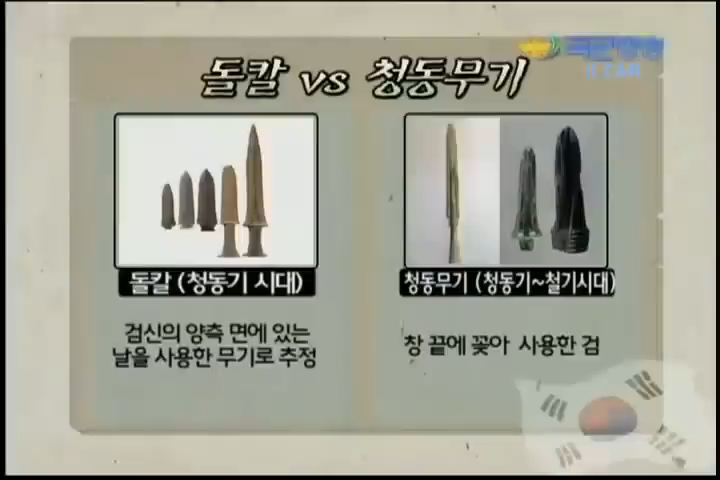 돌칼 vs 청동무기
돌칼 (청동기 시대)
검신의 양측 면에 있는
날을 사용한 무기로 추정
청동무기 (청동기~철기시대)
창 끝에 꽂아 사용한 검